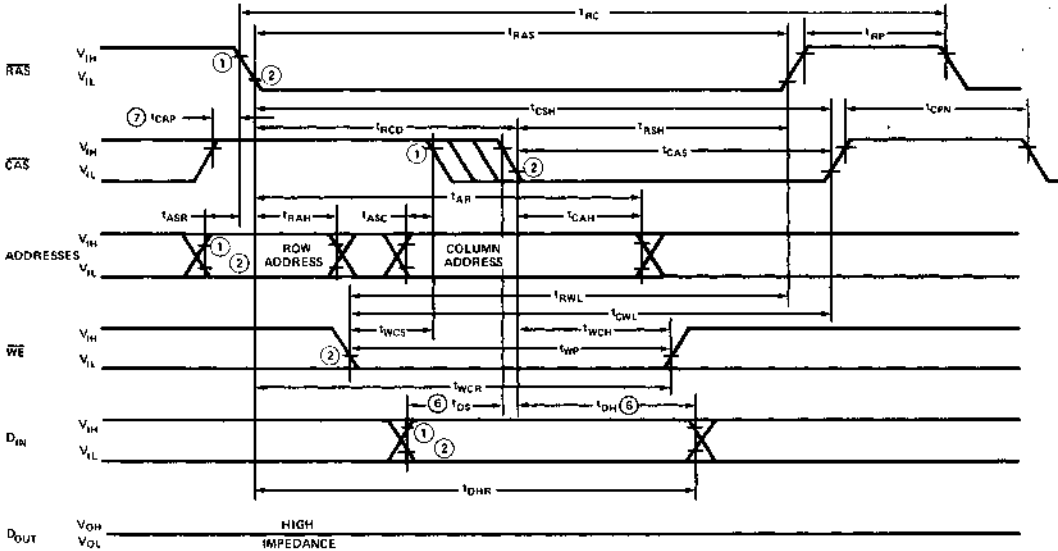 tRC
tRAS
tRP
RAS
VIH
VIL
①
②
tCSH
tCPN
⑦ tCRP
tRCD
tRSH
tCAS
CAS
VIH
VIL
①
②
tAR
tASR
tRAH
tASC
tCAH
ADDRESSES
VIH
VIL
①
②
ROW
ADDRESS
COLUMN
ADDRESS
tRWL
tCWL
WE
VIH
VIL
tWCS
tWCH
②
tWP
tWCR
⑥ tDS
tDH ⑥
DIN
VIH
VIL
①
②
tDHR
DOUT
VOH
VOL
HIGH
IMPEDANCE